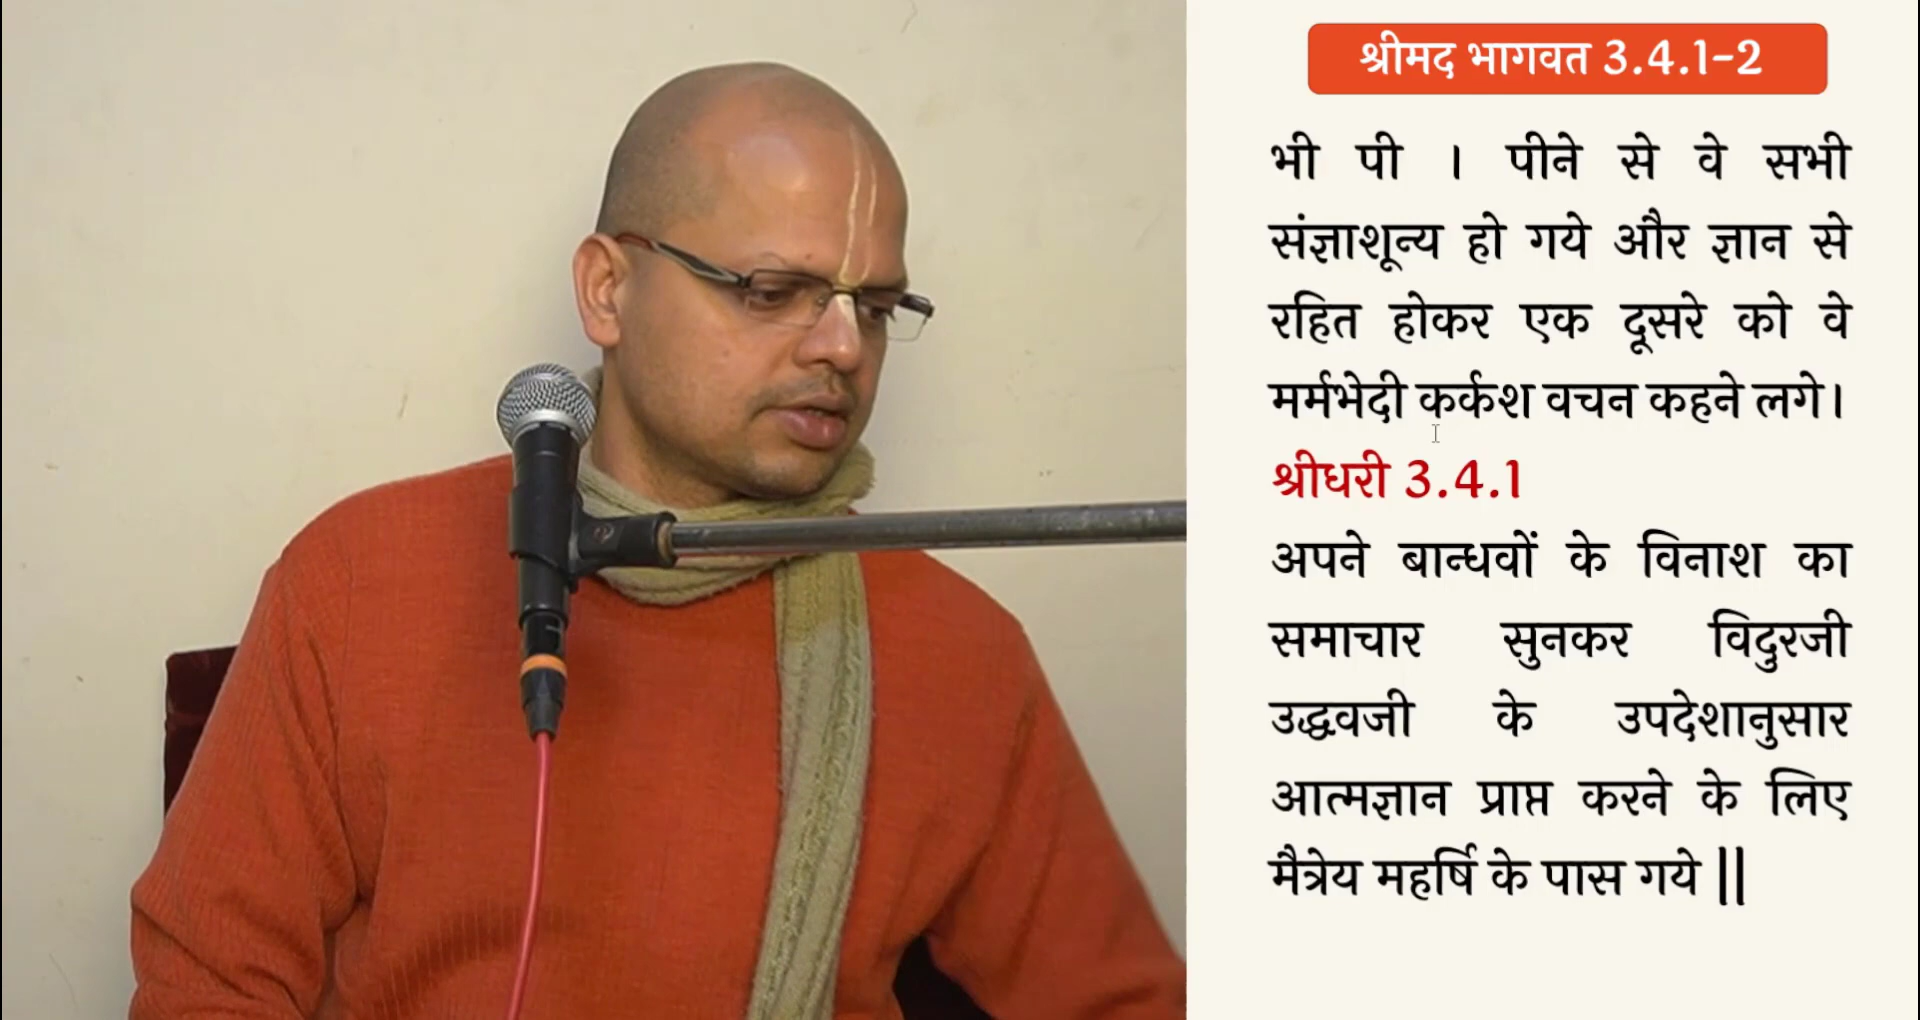 श्रीमद भागवत 3.4.1-2
भी पी । पीने से वे सभी
संज्ञाशून्य हो गये और ज्ञान से
रहित होकर एक दूसरे को वे
मर्मभेदी कर्कश वचन कहने लगे।
श्रीधरी 3.4.1
अपने बान्धवों के विनाश का
समाचार सुनकर विदुरजी
उद्धवजी के उपदेशानुसार
आत्मज्ञान प्राप्त करने के लिए
मैत्रेय महर्षि के पास गये ||